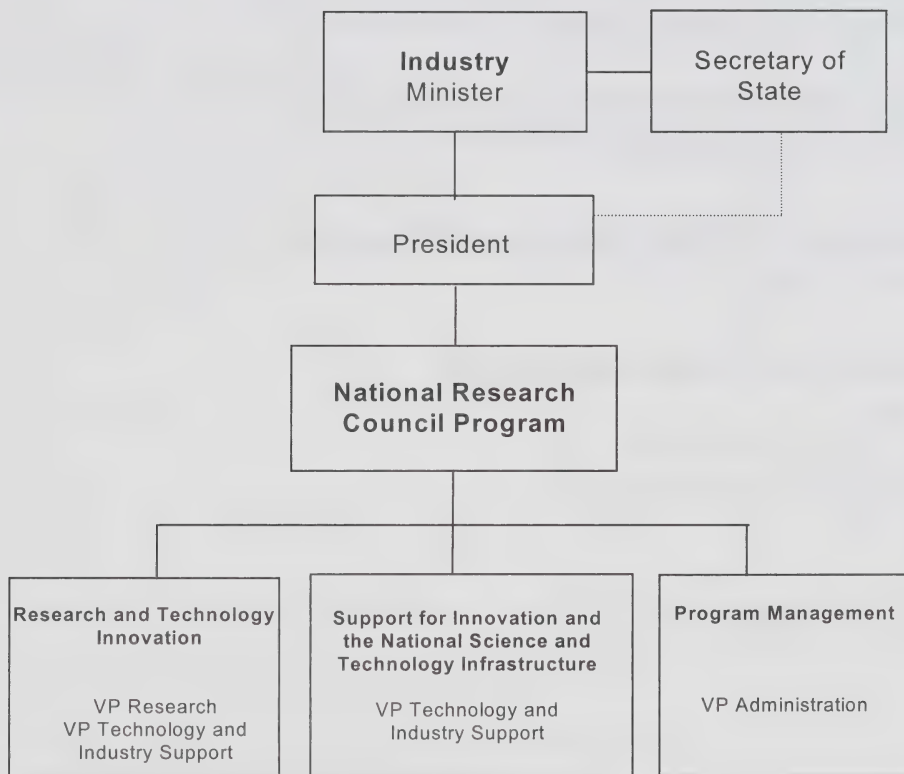 Industry
Minister
Secretary of
State
President
National Research
Council Program
Research and Technology
Innovation
VP Research
VP Technology and
Industry Support
Support for Innovation and
the National Science and
Technology Infrastructure
VP Technology and
Industry Support
Program Management
VP Administration